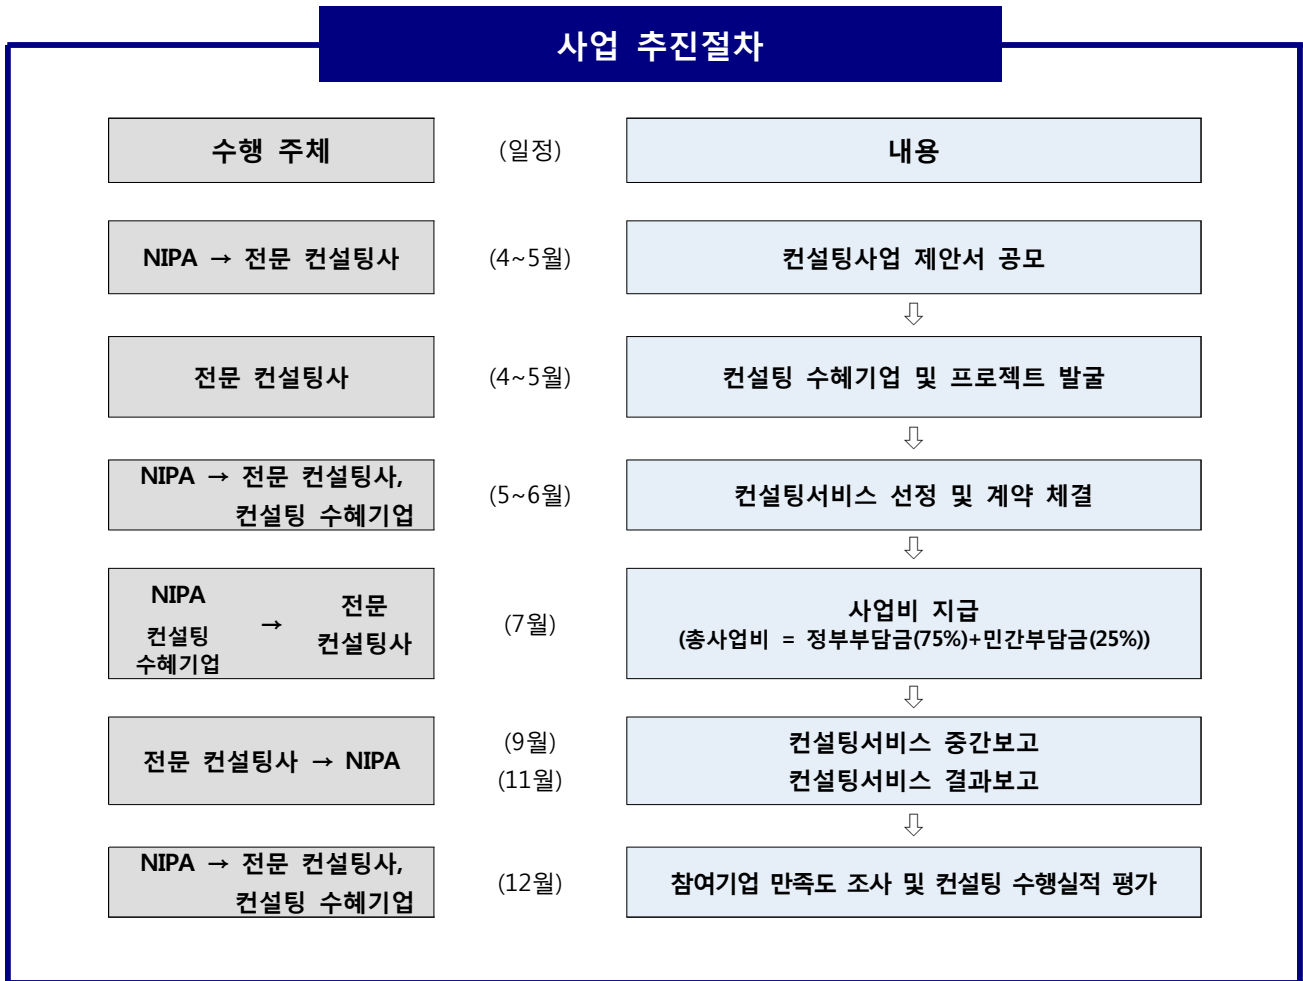 사업 추진절차
수행 주체 (일정) 내용
NIPA → 전문 컨설팅사 (4~5월) 컨설팅사업 제안서 공모
⇩
전문 컨설팅사 (4~5월) 컨설팅 수혜기업 및 프로젝트 발굴
⇩
NIPA → 전문 컨설팅사,
컨설팅 수혜기업
(5~6월)
컨설팅서비스 선정 및 계약 체결
⇩
NIPA
컨설팅
수혜기업
→
전문
컨설팅사
(7월)
사업비 지급
(총사업비 = 정부부담금(75%)+민간부담금(25%))
⇩
전문 컨설팅사 → NIPA
(9월)
(11월)
컨설팅서비스 중간보고
컨설팅서비스 결과보고
⇩
NIPA → 전문 컨설팅사,
컨설팅 수혜기업
(12월)
참여기업 만족도 조사 및 컨설팅 수행실적 평가